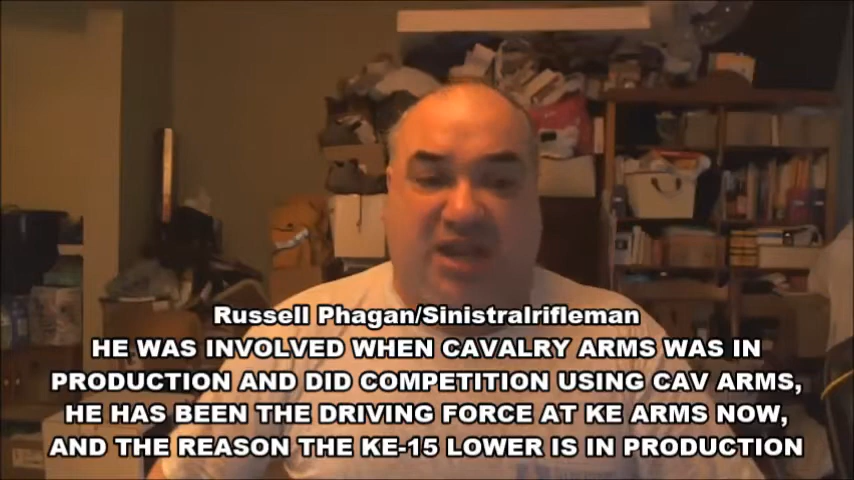 Russell Phagan/Sinistralrifleman
HE WAS INVOLVED WHEN CAVALRY ARMS WAS IN
PRODUCTION AND DID COMPETITION USING CAV ARMS,
HE HAS BEEN THE DRIVING FORCE AT KE ARMS NOW,
AND THE REASON THE KE-15 LOWER IS IN PRODUCTION